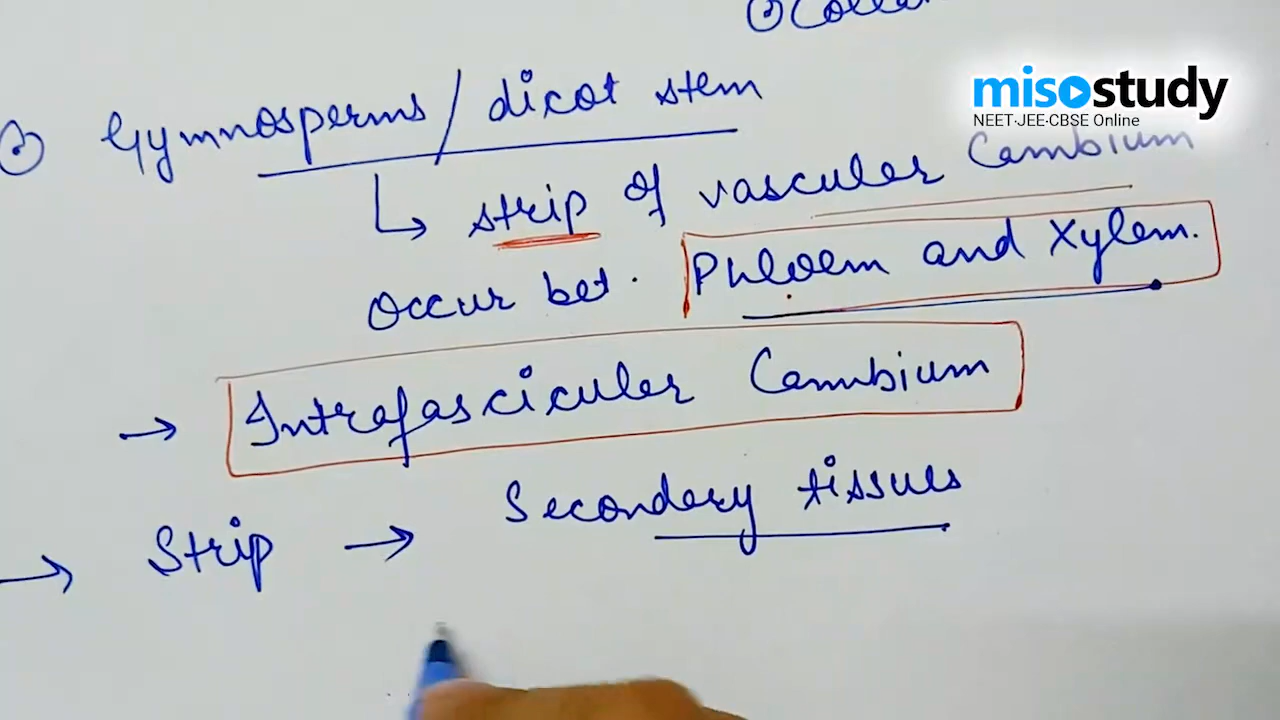 misostudy
NEET·JEE·CBSE Online
Gymnosperms / dicot stem
strip of vascular Cambium
occur bet. Phloem and Xylem.
→ Intrafascicular Cambium
→ Strip → Secondary tissues